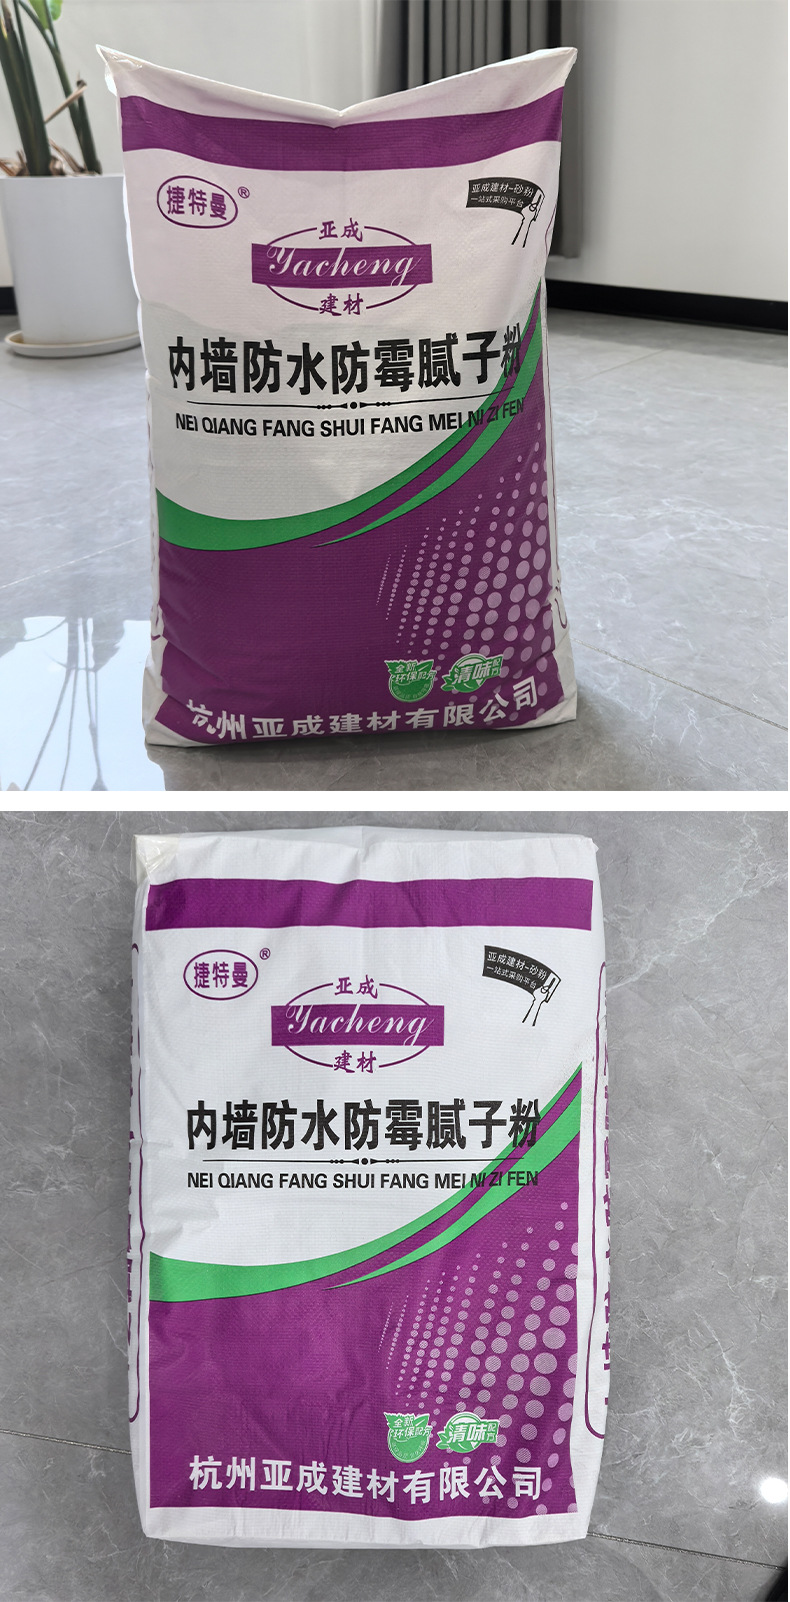 捷特曼®
亚成建材-砂粉
一站式采购平台
亚成
Yacheng
建材
内墙防水防霉腻子粉
NEI QIANG FANG SHUI FANG MEI NI ZI FEN
全新
环保配方
清味配方
杭州亚成建材有限公司
捷特曼®
亚成建材-砂粉
一站式采购平台
亚成
Yacheng
建材
内墙防水防霉腻子粉
NEI QIANG FANG SHUI FANG MEI NI ZI FEN
全新
环保配方
清味配方
杭州亚成建材有限公司